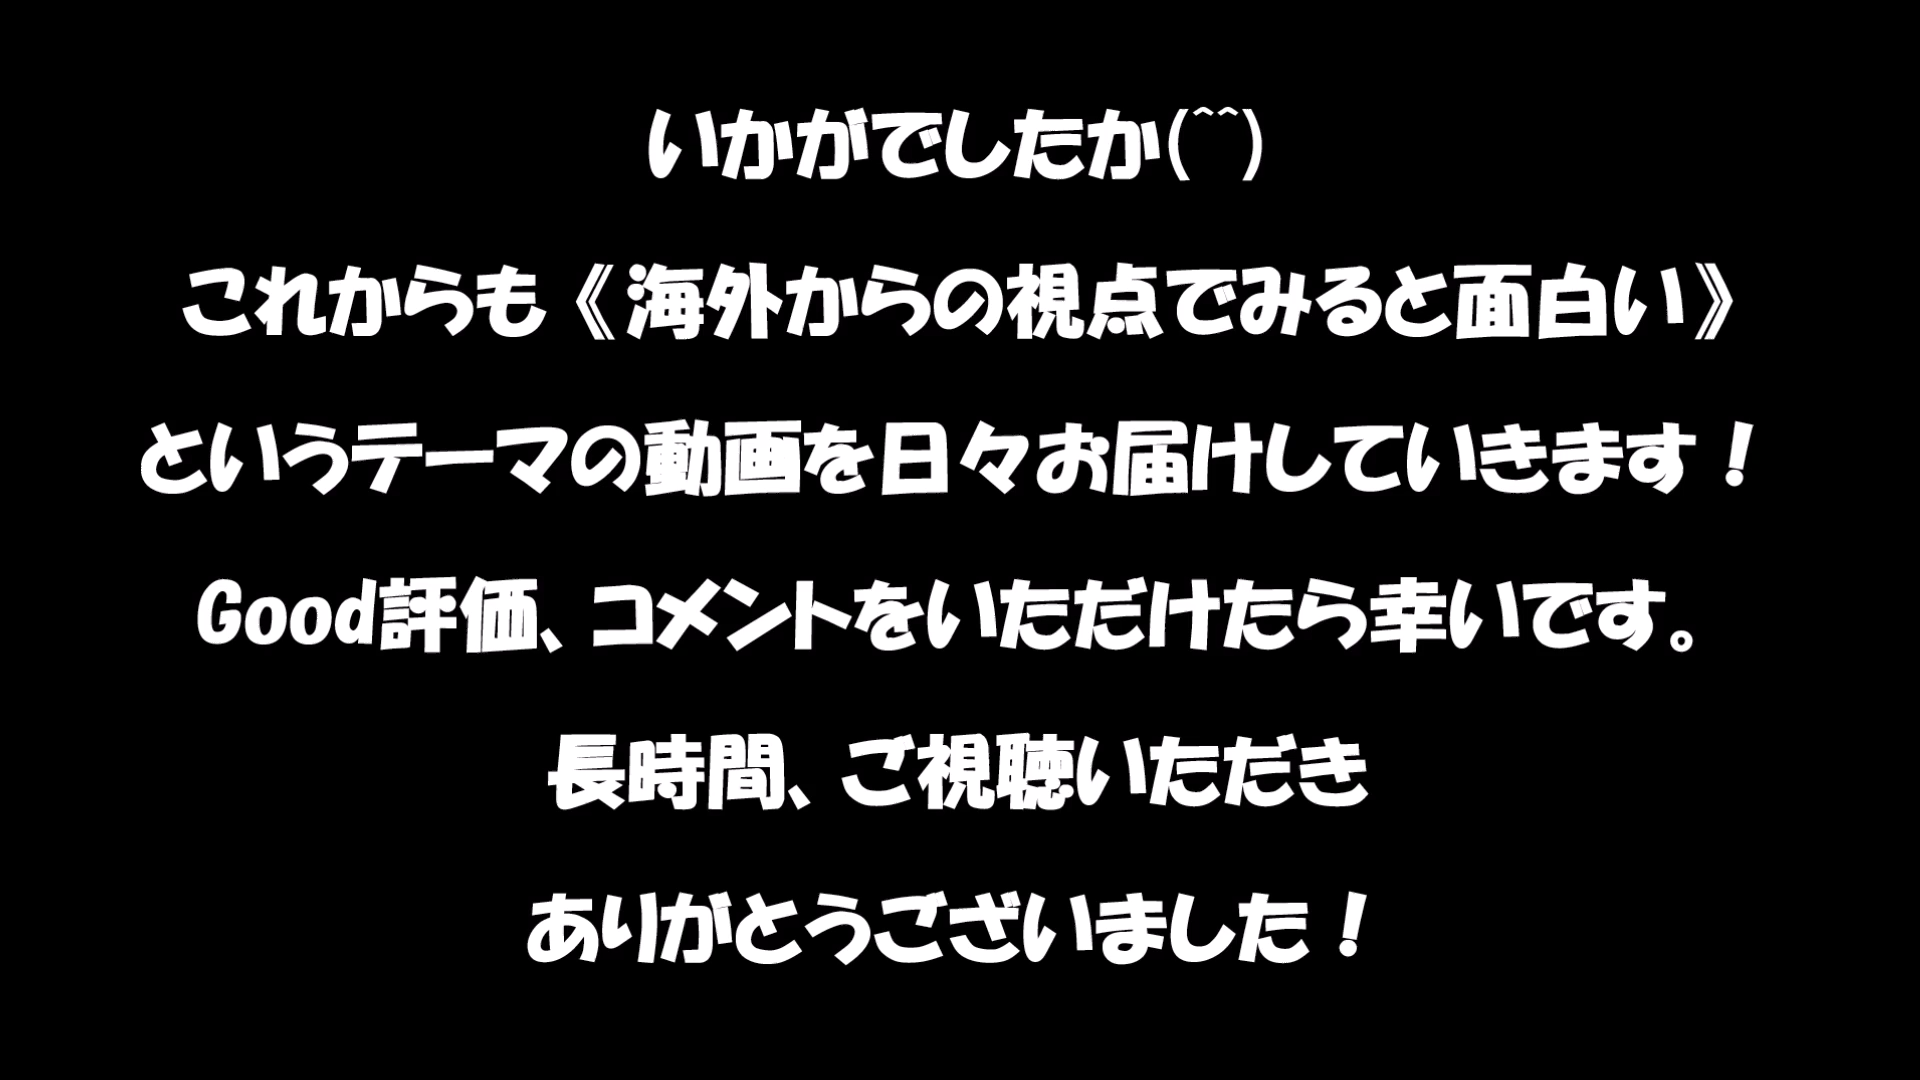 いかがでしたか(^^)
これからも《海外からの視点でみると面白い》
というテーマの動画を日々お届けしていきます！
Good評価、コメントをいただけたら幸いです。
長時間、ご視聴いただき
ありがとうございました！